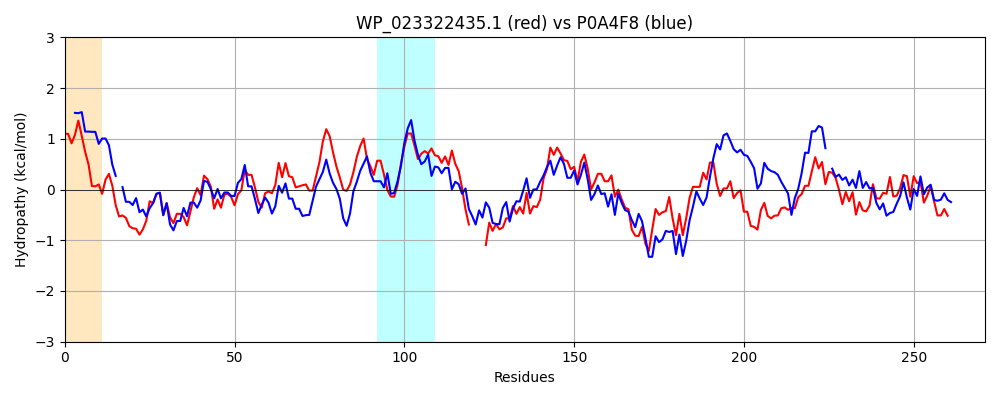 WP_023322435.1 (red) vs P0A4F8 (blue)
Hydropathy (kcal/mol)
3
2
1
0
−1
−2
−3
0 50 100 150 200 250
Residues